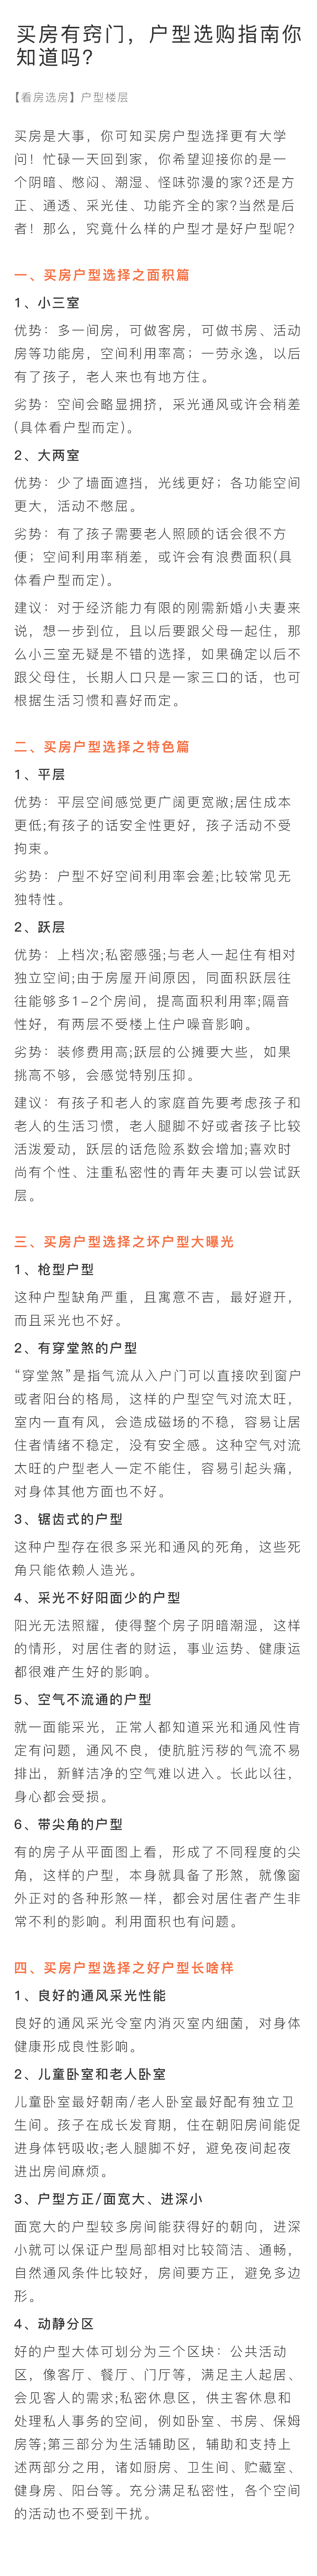 买房有窍门，户型选购指南你
知道吗？
【看房选房】户型楼层
买房是大事，你可知买房户型选择更有大学
问！忙碌一天回到家，你希望迎接你的是一
个阴暗、憋闷、潮湿、怪味弥漫的家?还是方
正、通透、采光佳、功能齐全的家?当然是后
者！那么，究竟什么样的户型才是好户型呢？
一、买房户型选择之面积篇
1、小三室
优势：多一间房，可做客房，可做书房、活动
房等功能房，空间利用率高；一劳永逸，以后
有了孩子，老人来也有地方住。
劣势：空间会略显拥挤，采光通风或许会稍差
(具体看户型而定)。
2、大两室
优势：少了墙面遮挡，光线更好；各功能空间
更大，活动不憋屈。
劣势：有了孩子需要老人照顾的话会很不方
便；空间利用率稍差，或许会有浪费面积(具
体看户型而定)。
建议：对于经济能力有限的刚需新婚小夫妻来
说，想一步到位，且以后要跟父母一起住，那
么小三室无疑是不错的选择，如果确定以后不
跟父母住，长期人口只是一家三口的话，也可
根据生活习惯和喜好而定。
二、买房户型选择之特色篇
1、平层
优势：平层空间感觉更广阔更宽敞;居住成本
更低;有孩子的话安全性更好，孩子活动不受
拘束。
劣势：户型不好空间利用率会差;比较常见无
独特性。
2、跃层
优势：上档次;私密感强;与老人一起住有相对
独立空间;由于房屋开间原因，同面积跃层往
往能够多1-2个房间，提高面积利用率;隔音
性好，有两层不受楼上住户噪音影响。
劣势：装修费用高;跃层的公摊要大些，如果
挑高不够，会感觉特别压抑。
建议：有孩子和老人的家庭首先要考虑孩子和
老人的生活习惯，老人腿脚不好或者孩子比较
活泼爱动，跃层的话危险系数会增加;喜欢时
尚有个性、注重私密性的青年夫妻可以尝试跃
层。
三、买房户型选择之坏户型大曝光
1、枪型户型
这种户型缺角严重，且寓意不吉，最好避开，
而且采光也不好。
2、有穿堂煞的户型
“穿堂煞”是指气流从入户门可以直接吹到窗户
或者阳台的格局，这样的户型空气对流太旺，
室内一直有风，会造成磁场的不稳，容易让居
住者情绪不稳定，没有安全感。这种空气对流
太旺的户型老人一定不能住，容易引起头痛，
对身体其他方面也不好。
3、锯齿式的户型
这种户型存在很多采光和通风的死角，这些死
角只能依赖人造光。
4、采光不好阳面少的户型
阳光无法照耀，使得整个房子阴暗潮湿，这样
的情形，对居住者的财运，事业运势、健康运
都很难产生好的影响。
5、空气不流通的户型
就一面能采光，正常人都知道采光和通风性肯
定有问题，通风不良，使肮脏污秽的气流不易
排出，新鲜洁净的空气难以进入。长此以往，
身心都会受损。
6、带尖角的户型
有的房子从平面图上看，形成了不同程度的尖
角，这样的户型，本身就具备了形煞，就像窗
外正对的各种形煞一样，都会对居住者产生非
常不利的影响。利用面积也有问题。
四、买房户型选择之好户型长啥样
1、良好的通风采光性能
良好的通风采光令室内消灭室内细菌，对身体
健康形成良性影响。
2、儿童卧室和老人卧室
儿童卧室最好朝南/老人卧室最好配有独立卫
生间。孩子在成长发育期，住在朝阳房间能促
进身体钙吸收;老人腿脚不好，避免夜间起夜
进出房间麻烦。
3、户型方正/面宽大、进深小
面宽大的户型较多房间能获得好的朝向，进深
小就可以保证户型局部相对比较简洁、通畅，
自然通风条件比较好，房间要方正，避免多边
形。
4、动静分区
好的户型大体可划分为三个区块：公共活动
区，像客厅、餐厅、门厅等，满足主人起居、
会见客人的需求;私密休息区，供主客休息和
处理私人事务的空间，例如卧室、书房、保姆
房等;第三部分为生活辅助区，辅助和支持上
述两部分之用，诸如厨房、卫生间、贮藏室、
健身房、阳台等。充分满足私密性，各个空间
的活动也不受到干扰。